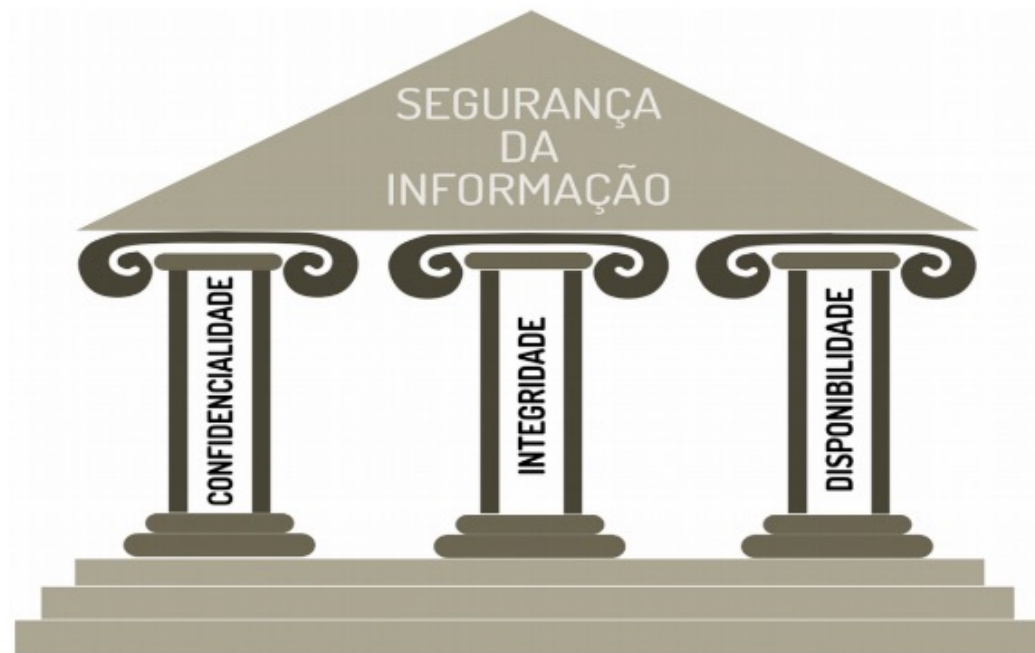 SEGURANÇA
DA
INFORMAÇÃO
CONFIDENCIALIDADE
INTEGRIDADE
DISPONIBILIDADE